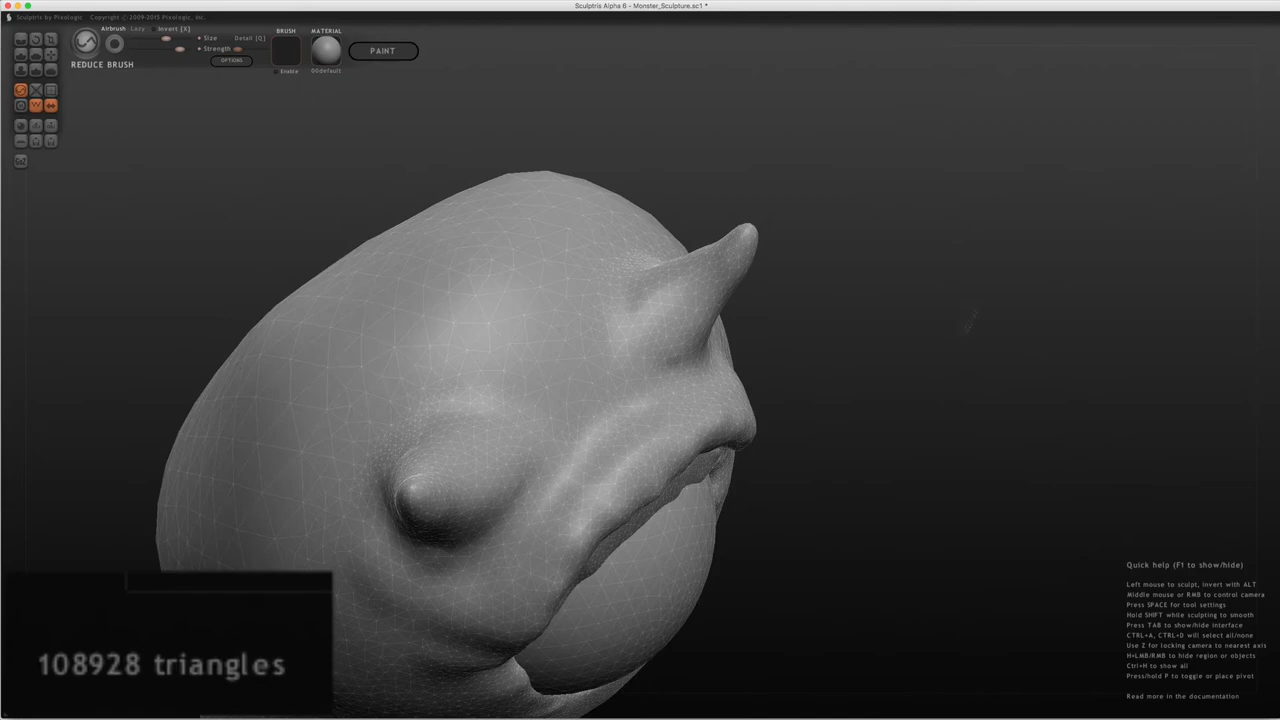 Sculptris Alpha 6 - Monster_Sculpture.sc1 *
Sculptris by Pixologic Copyright © 2009-2015 Pixologic, Inc.
Airbrush Lazy Invert [X]
Size Detail [Q]
Strength
OPTIONS
REDUCE BRUSH
BRUSH
Enable
MATERIAL
00default
PAINT
GoZ
108928 triangles
Quick help (F1 to show/hide)
Left mouse to sculpt, invert with ALT
Middle mouse or RMB to control camera
Press SPACE for tool settings
Hold SHIFT while sculpting to smooth
Press TAB to show/hide interface
CTRL+A, CTRL+D will select all/none
Use Z for locking camera to nearest axis
H+LMB/RMB to hide region or objects
Ctrl+H to show all
Press/hold P to toggle or place pivot
Read more in the documentation